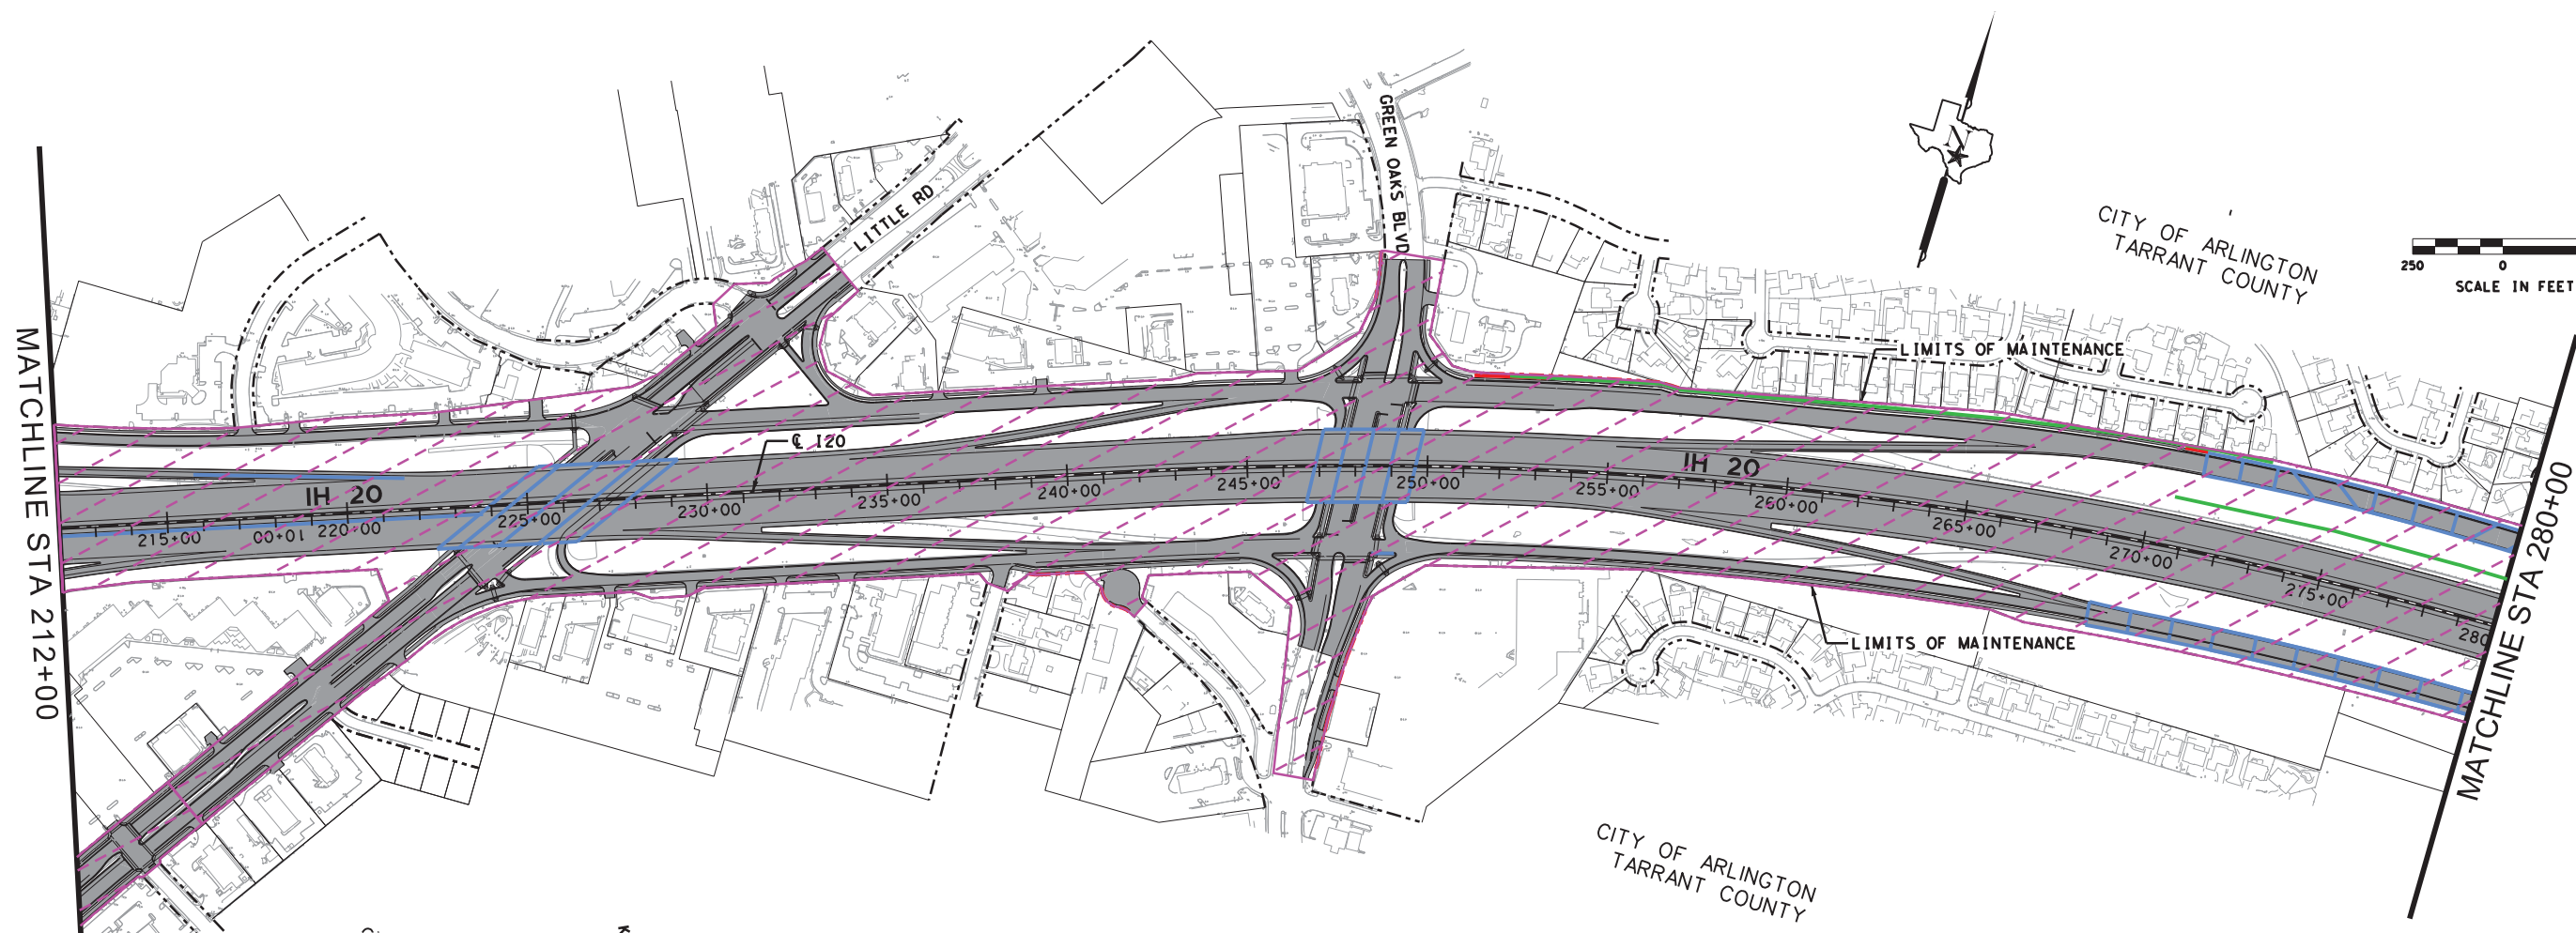 GREEN OAKS BLVD
N
CITY OF ARLINGTON
TARRANT COUNTY
LITTLE RD
250
0
SCALE IN FEET
MATCHLINE STA 212+00
LIMITS OF MAINTENANCE
℄ I20
IH 20
IH 20
215+00
00+01
220+00
225+00
230+00
235+00
240+00
245+00
250+00
255+00
260+00
265+00
270+00
275+00
280
MATCHLINE STA 280+00
LIMITS OF MAINTENANCE
CITY OF ARLINGTON
TARRANT COUNTY